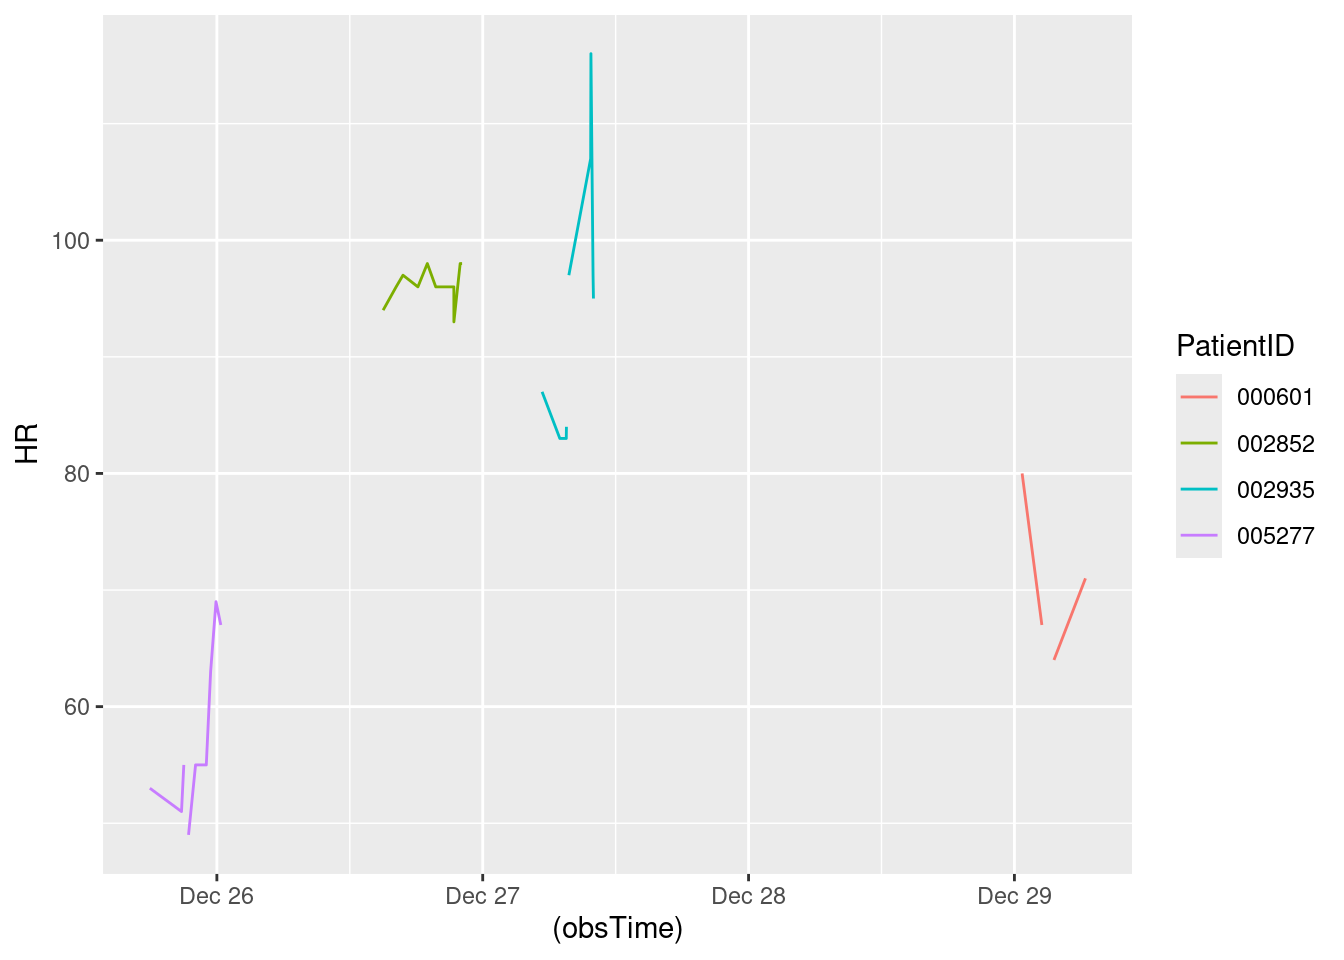 HR
100
80
60
Dec 26
Dec 27
Dec 28
Dec 29
(obsTime)
PatientID
000601
002852
002935
005277